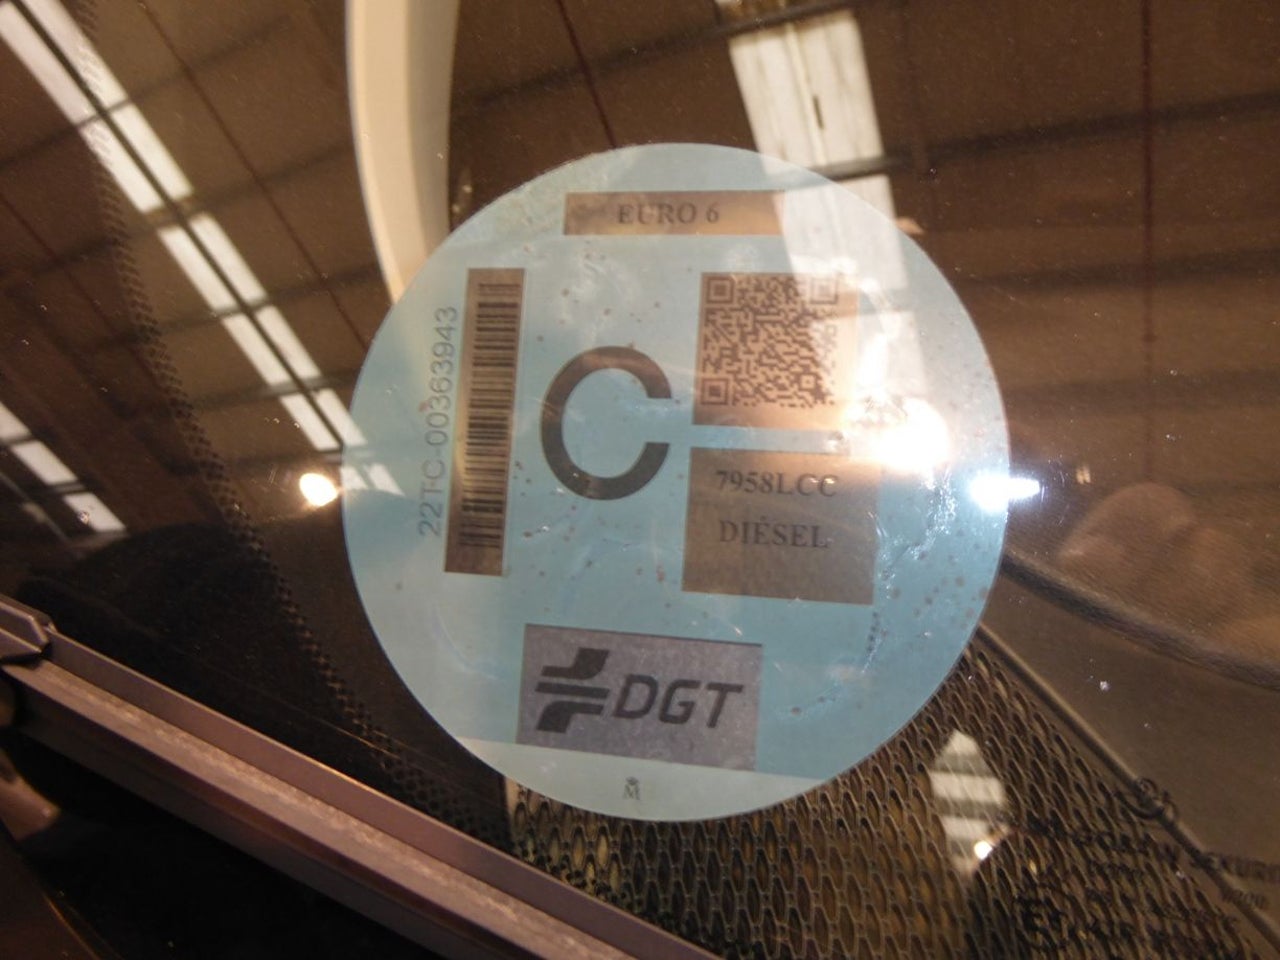 EURO 6
22TC-00363943
C
7958LCC
DIÉSEL
DGT
M